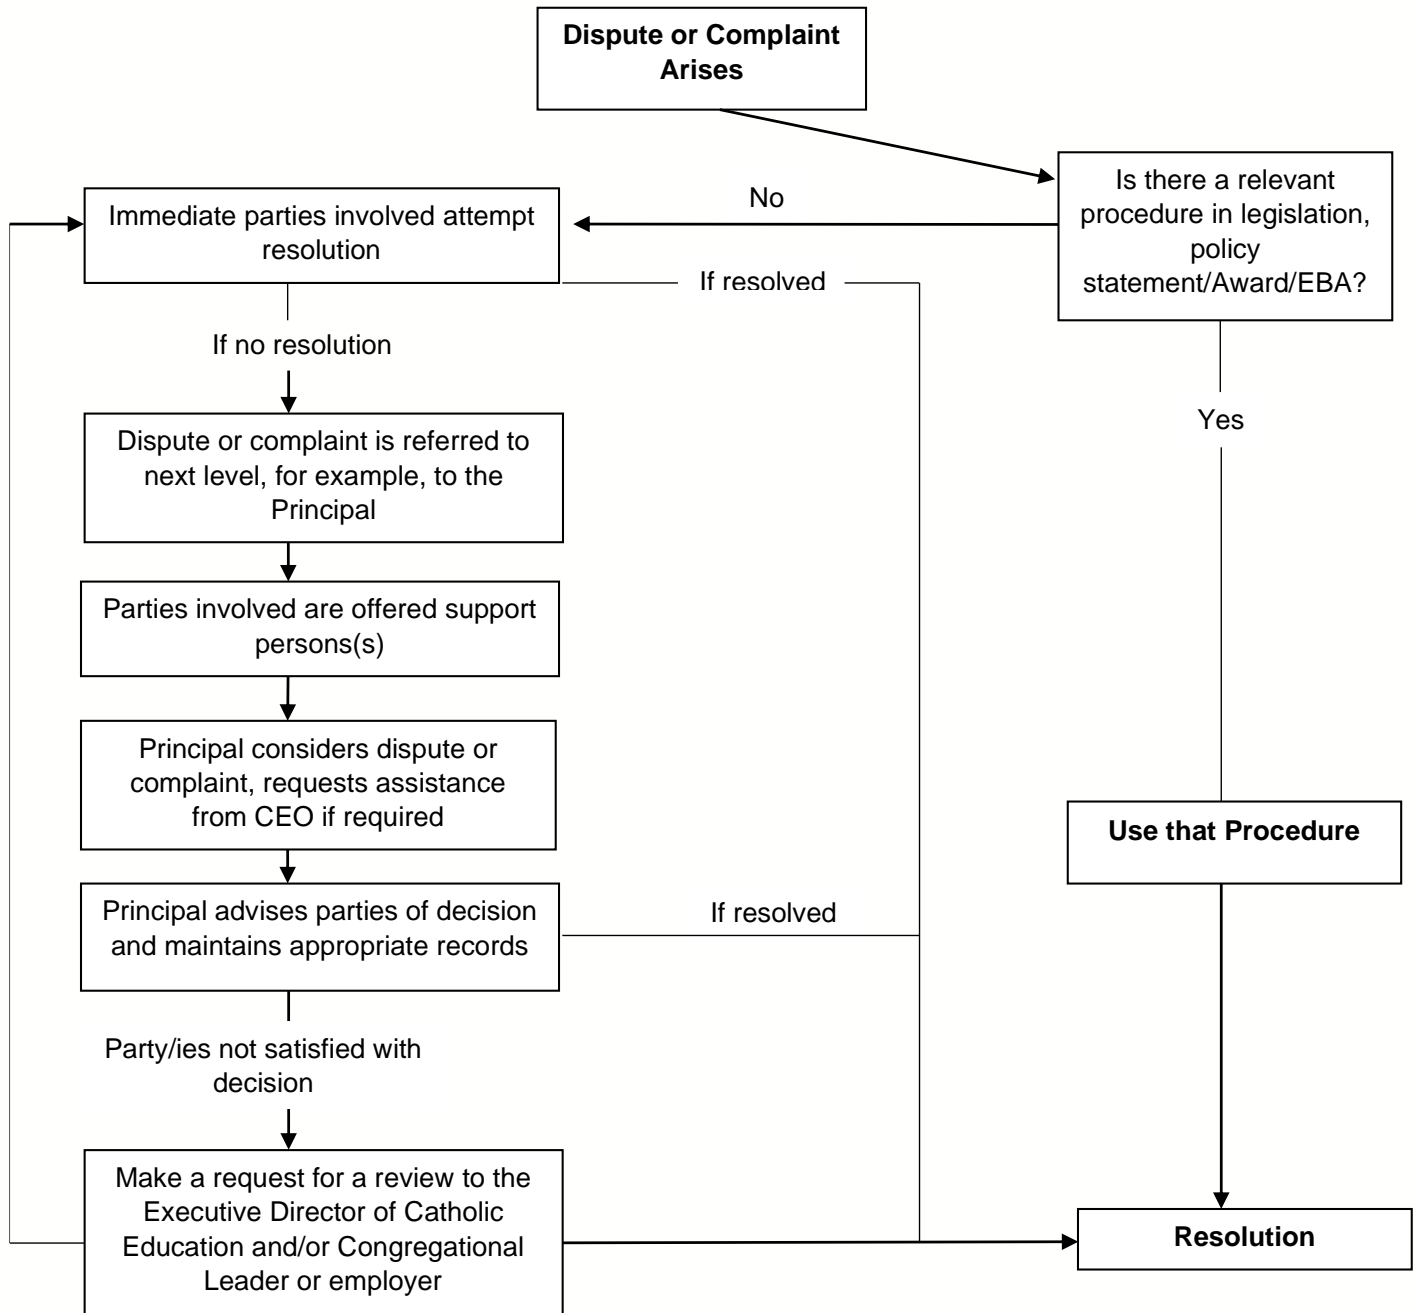 Dispute or Complaint
Arises
Is there a relevant
procedure in legislation,
policy
statement/Award/EBA?
No
Immediate parties involved attempt
resolution
If resolved
If no resolution
Yes
Dispute or complaint is referred to
next level, for example, to the
Principal
Parties involved are offered support
persons(s)
Principal considers dispute or
complaint, requests assistance
from CEO if required
Use that Procedure
Principal advises parties of decision
and maintains appropriate records
If resolved
Party/ies not satisfied with
decision
Make a request for a review to the
Executive Director of Catholic
Education and/or Congregational
Leader or employer
Resolution